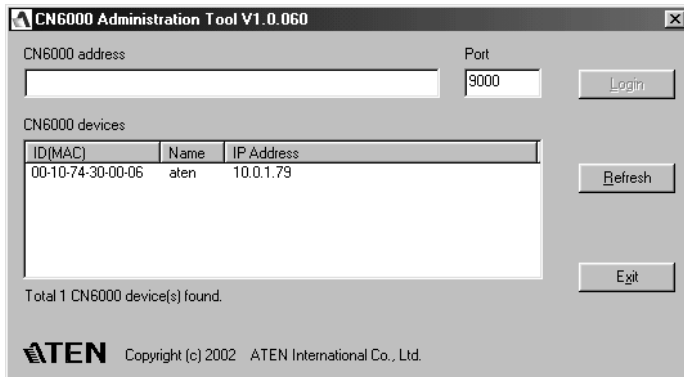 CN6000 Administration Tool V1.0.060
CN6000 address
Port
9000
Login
CN6000 devices
ID(MAC) Name IP Address
00-10-74-30-00-06 aten 10.0.1.79
Refresh
Exit
Total 1 CN6000 device(s) found.
ATEN Copyright (c) 2002 ATEN International Co., Ltd.